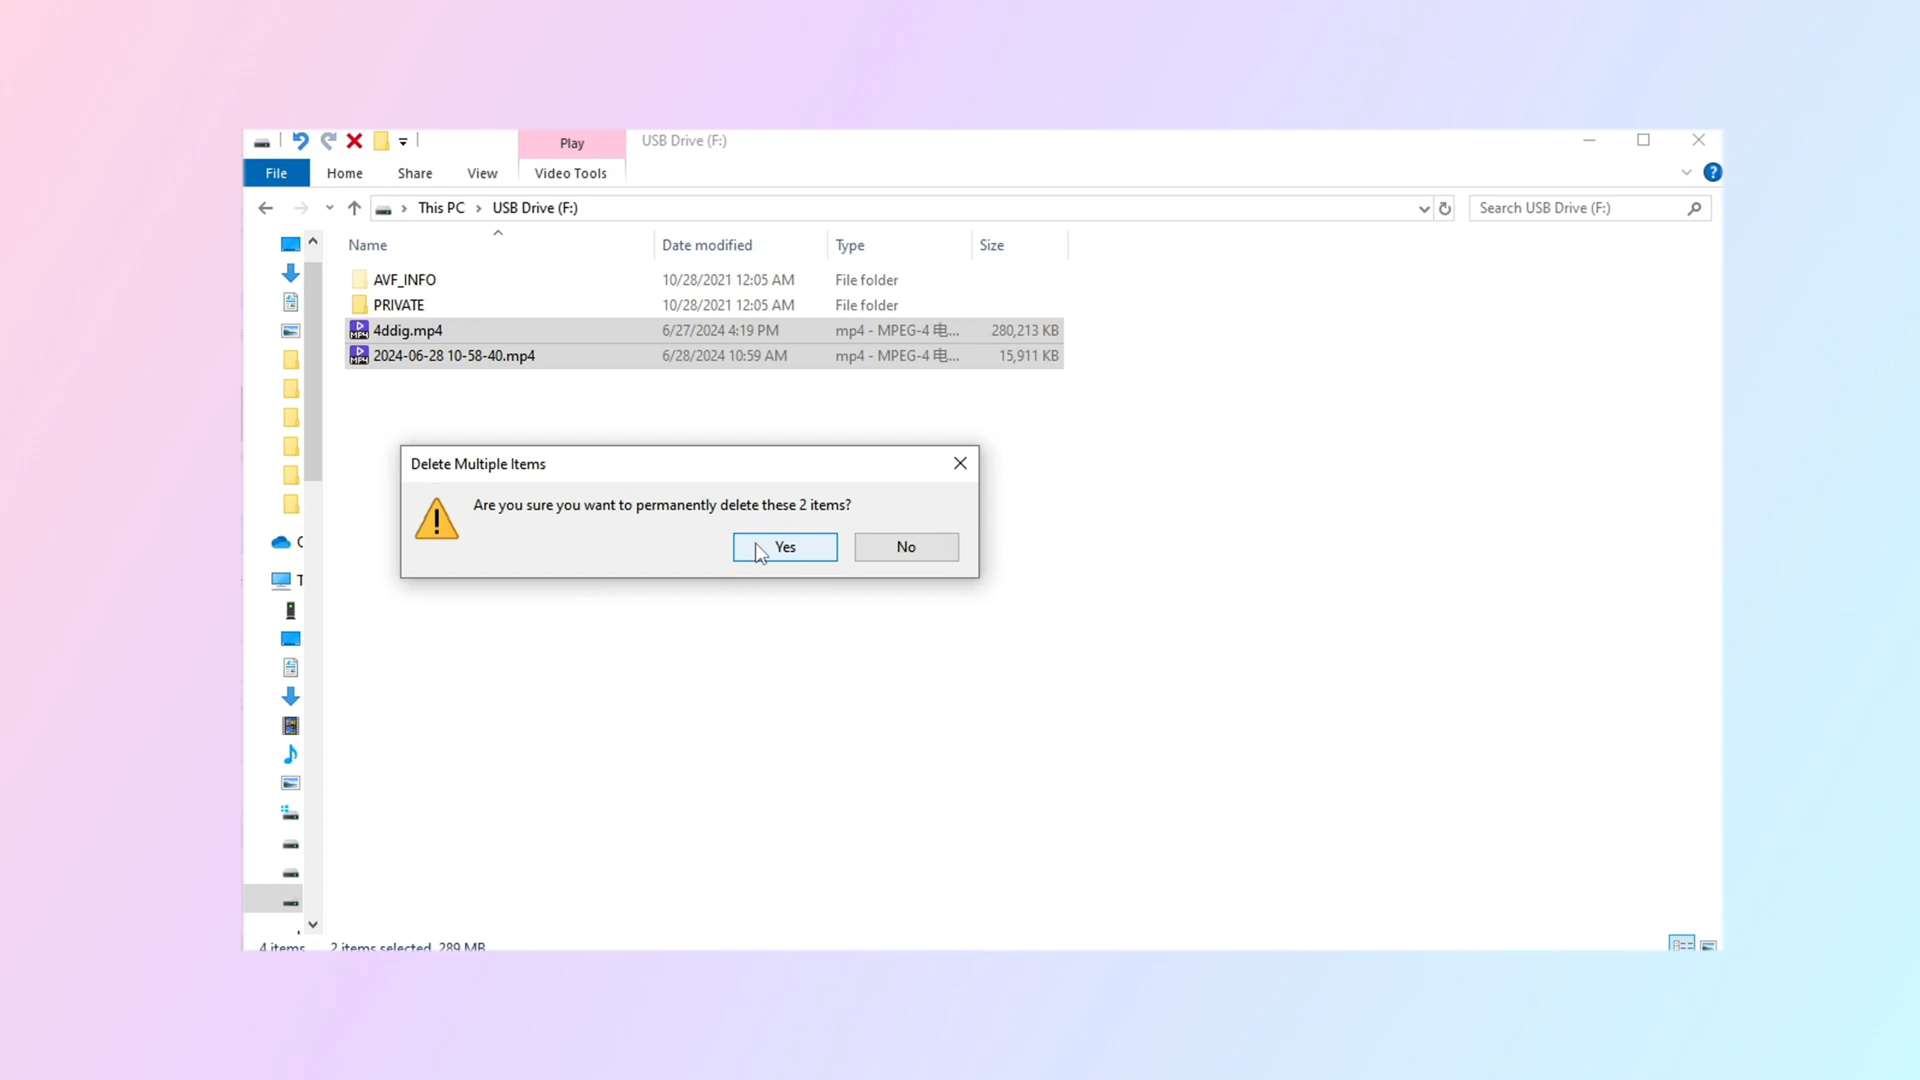 Play
USB Drive (F:)
File
Home
Share
View
Video Tools
?
This PC
USB Drive (F:)
Search USB Drive (F:)
Name
Date modified
Type
Size
AVF_INFO
10/28/2021 12:05 AM
File folder
PRIVATE
10/28/2021 12:05 AM
File folder
MP4
4ddig.mp4
6/27/2024 4:19 PM
mp4 - MPEG-4 电...
280,213 KB
MP4
2024-06-28 10-58-40.mp4
6/28/2024 10:59 AM
mp4 - MPEG-4 电...
15,911 KB
Delete Multiple Items
Are you sure you want to permanently delete these 2 items?
Yes
No
4 items
2 items selected 289 MB